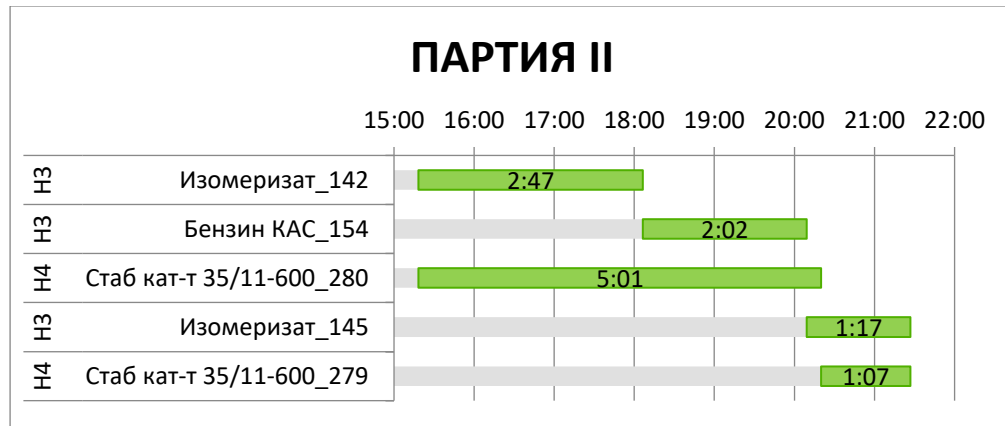 ПАРТИЯ II
15:00 16:00 17:00 18:00 19:00 20:00 21:00 22:00
Н3 Изомеризат_142 2:47
Н3 Бензин КАС_154 2:02
Н4 Стаб кат-т 35/11-600_280 5:01
Н3 Изомеризат_145 1:17
Н4 Стаб кат-т 35/11-600_279 1:07